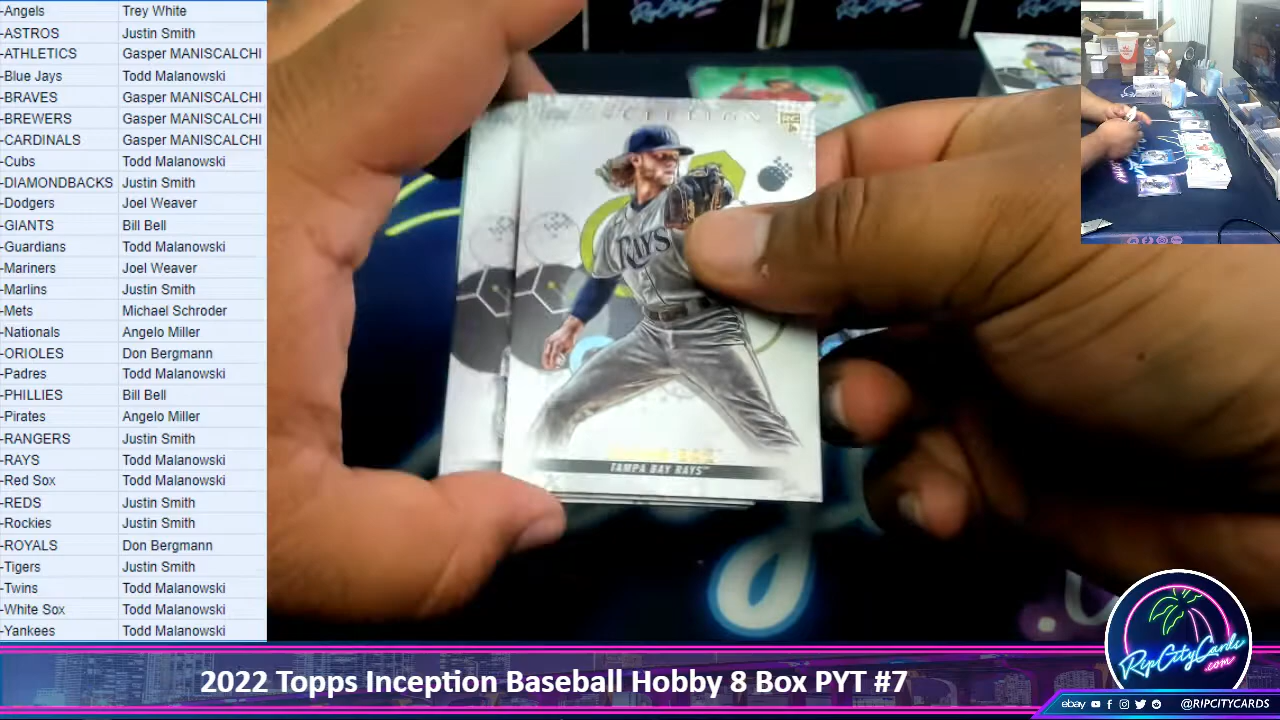 -Angels Trey White
-ASTROS Justin Smith
-ATHLETICS Gasper MANISCALCHI
-Blue Jays Todd Malanowski
-BRAVES Gasper MANISCALCHI
-BREWERS Gasper MANISCALCHI
-CARDINALS Gasper MANISCALCHI
-Cubs Todd Malanowski
-DIAMONDBACKS Justin Smith
-Dodgers Joel Weaver
-GIANTS Bill Bell
-Guardians Todd Malanowski
-Mariners Joel Weaver
-Marlins Justin Smith
-Mets Michael Schroder
-Nationals Angelo Miller
-ORIOLES Don Bergmann
-Padres Todd Malanowski
-PHILLIES Bill Bell
-Pirates Angelo Miller
-RANGERS Justin Smith
-RAYS Todd Malanowski
-Red Sox Todd Malanowski
-REDS Justin Smith
-Rockies Justin Smith
-ROYALS Don Bergmann
-Tigers Justin Smith
-Twins Todd Malanowski
-White Sox Todd Malanowski
-Yankees Todd Malanowski
RC
RAYS
TAMPA BAY RAYS™
2022 Topps Inception Baseball Hobby 8 Box PYT #7
RipCityCards
.com
ebay @RIPCITYCARDS